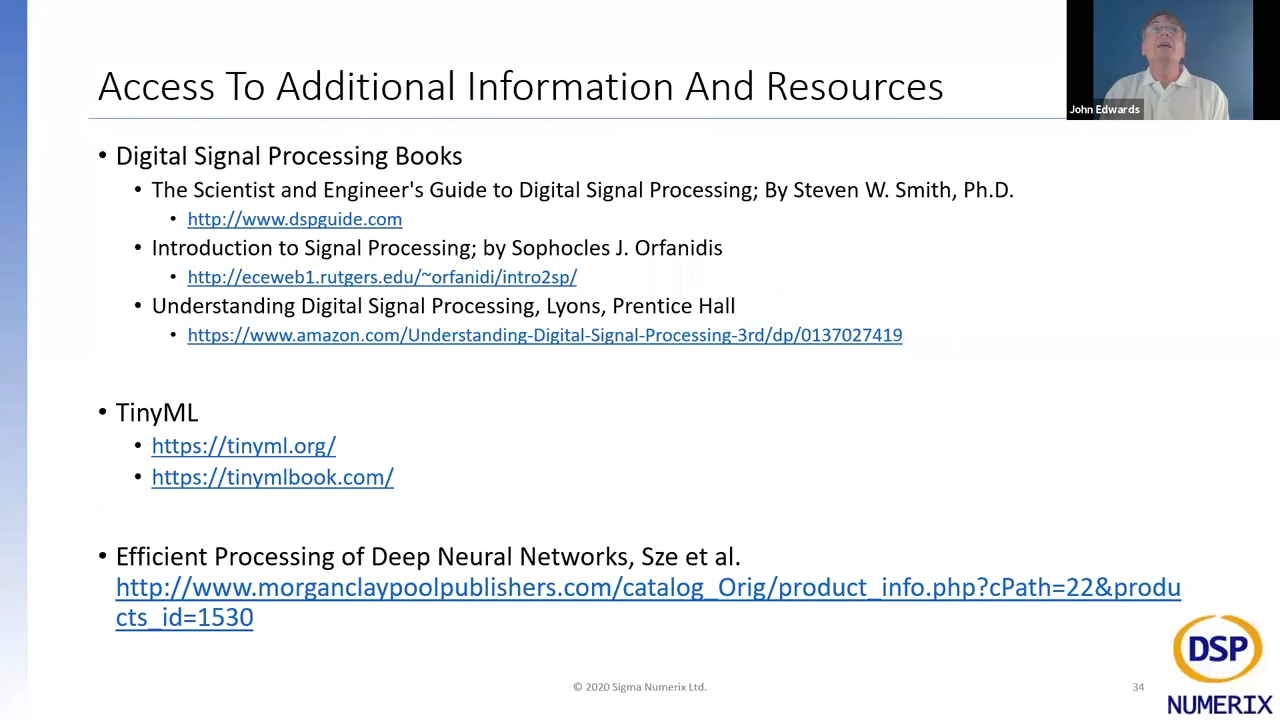 Access To Additional Information And Resources
John Edwards
• Digital Signal Processing Books
• The Scientist and Engineer's Guide to Digital Signal Processing; By Steven W. Smith, Ph.D.
• http://www.dspguide.com
• Introduction to Signal Processing; by Sophocles J. Orfanidis
• http://eceweb1.rutgers.edu/~orfanidi/intro2sp/
• Understanding Digital Signal Processing, Lyons, Prentice Hall
• https://www.amazon.com/Understanding-Digital-Signal-Processing-3rd/dp/0137027419
• TinyML
• https://tinyml.org/
• https://tinymlbook.com/
• Efficient Processing of Deep Neural Networks, Sze et al.
http://www.morganclaypoolpublishers.com/catalog_Orig/product_info.php?cPath=22&produ
cts_id=1530
© 2020 Sigma Numerix Ltd.
34
DSP
NUMERIX